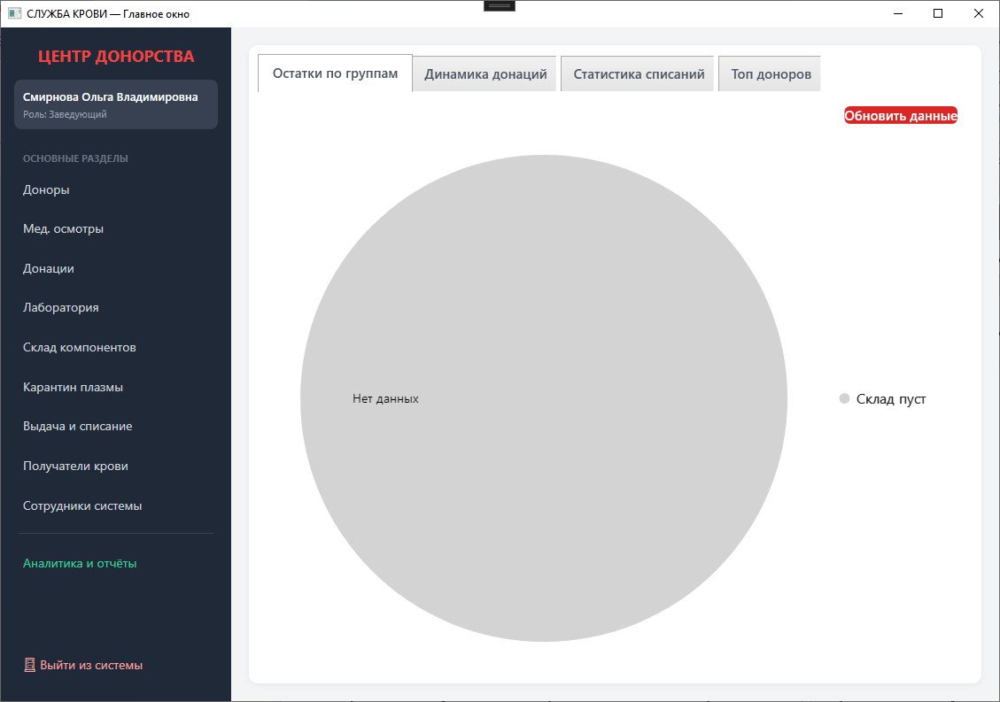 СЛУЖБА КРОВИ — Главное окно
ЦЕНТР ДОНОРСТВА
Смирнова Ольга Владимировна
Роль: Заведующий
ОСНОВНЫЕ РАЗДЕЛЫ
Доноры
Мед. осмотры
Донации
Лаборатория
Склад компонентов
Карантин плазмы
Выдача и списание
Получатели крови
Сотрудники системы
Аналитика и отчёты
Выйти из системы
Остатки по группам
Динамика донаций
Статистика списаний
Топ доноров
Обновить данные
Нет данных
Склад пуст